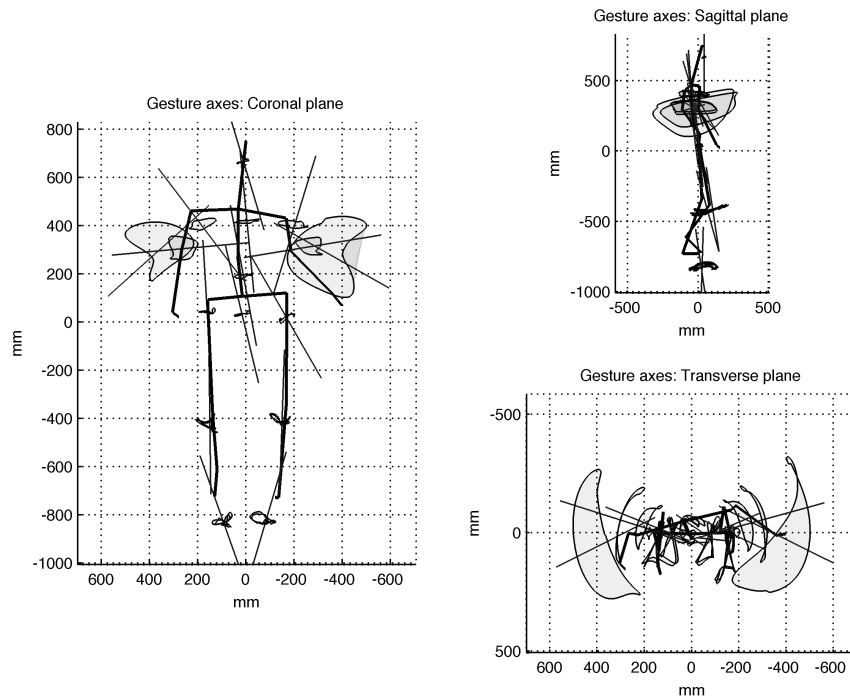 Gesture axes: Coronal plane
800
600
400
200
0
-200
-400
-600
-800
-1000
mm
600 400 200 0 -200 -400 -600
mm
Gesture axes: Sagittal plane
500
0
-500
-1000
mm
-500 0 500
mm
Gesture axes: Transverse plane
-500
0
500
mm
600 400 200 0 -200 -400 -600
mm